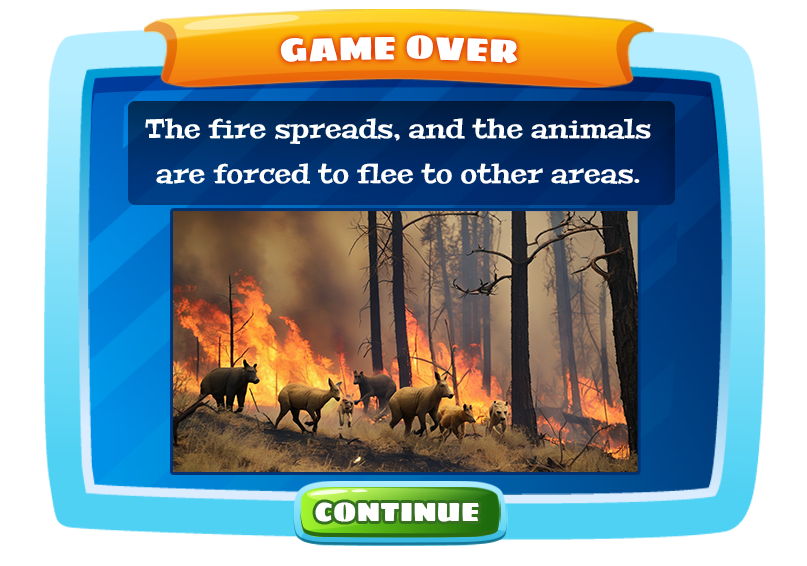 GAME OVER
The fire spreads, and the animals
are forced to flee to other areas.
CONTINUE